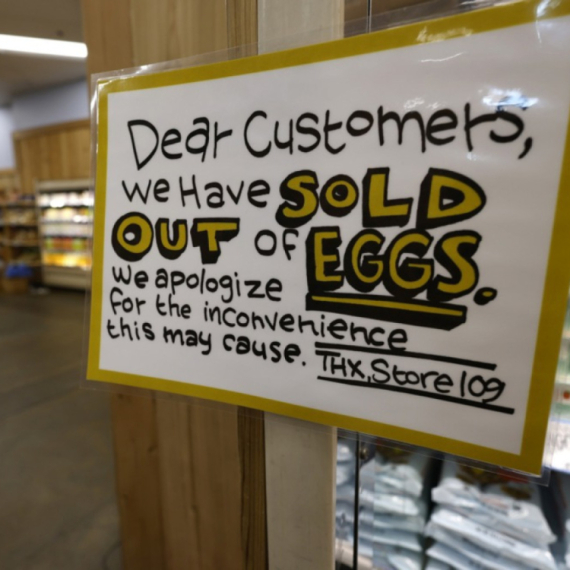 Dear Customers,
we Have SOLD
OUT of EGGS.
we apologize
for the inconvenience
this may cause. THX, Store 109